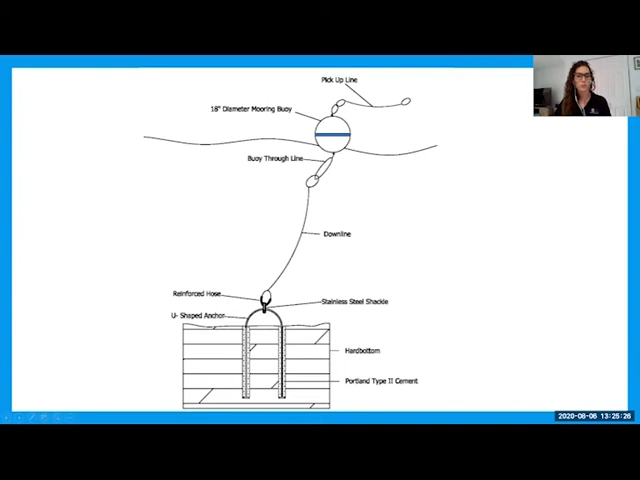 Pick Up Line
18" Diameter Mooring Buoy
Buoy Through Line
Downline
Reinforced Hose
Stainless Steel Shackle
U- Shaped Anchor
Hardbottom
Portland Type II Cement
2020-08-06 13:25:26